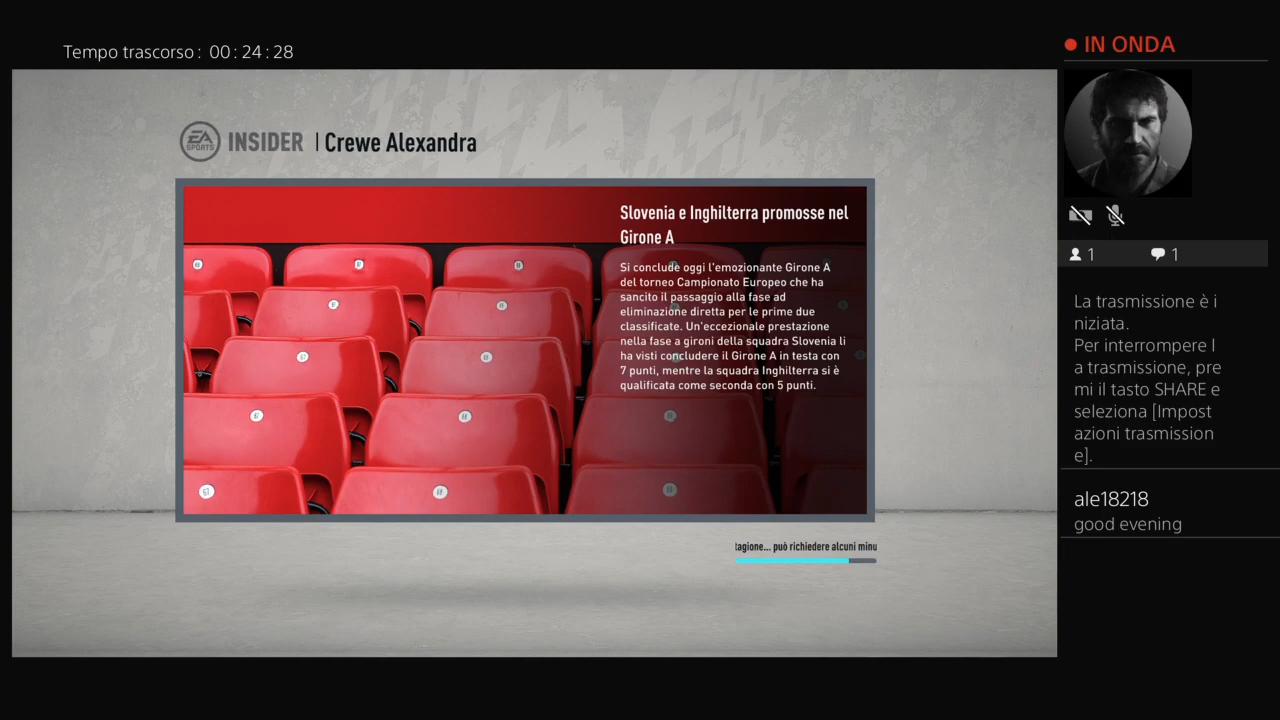 Tempo trascorso : 00 : 24 : 28
IN ONDA
EA
SPORTS
INSIDER | Crewe Alexandra
Slovenia e Inghilterra promosse nel
Girone A
Si conclude oggi l'emozionante Girone A
del torneo Campionato Europeo che ha
sancito il passaggio alla fase ad
eliminazione diretta per le prime due
classificate. Un'eccezionale prestazione
nella fase a gironi della squadra Slovenia li
ha visti concludere il Girone A in testa con
7 punti, mentre la squadra Inghilterra si è
qualificata come seconda con 5 punti.
tagione... può richiedere alcuni minu
1 1
La trasmissione è i
niziata.
Per interrompere l
a trasmissione, pre
mi il tasto SHARE e
seleziona [Impost
azioni trasmission
e].
ale18218
good evening